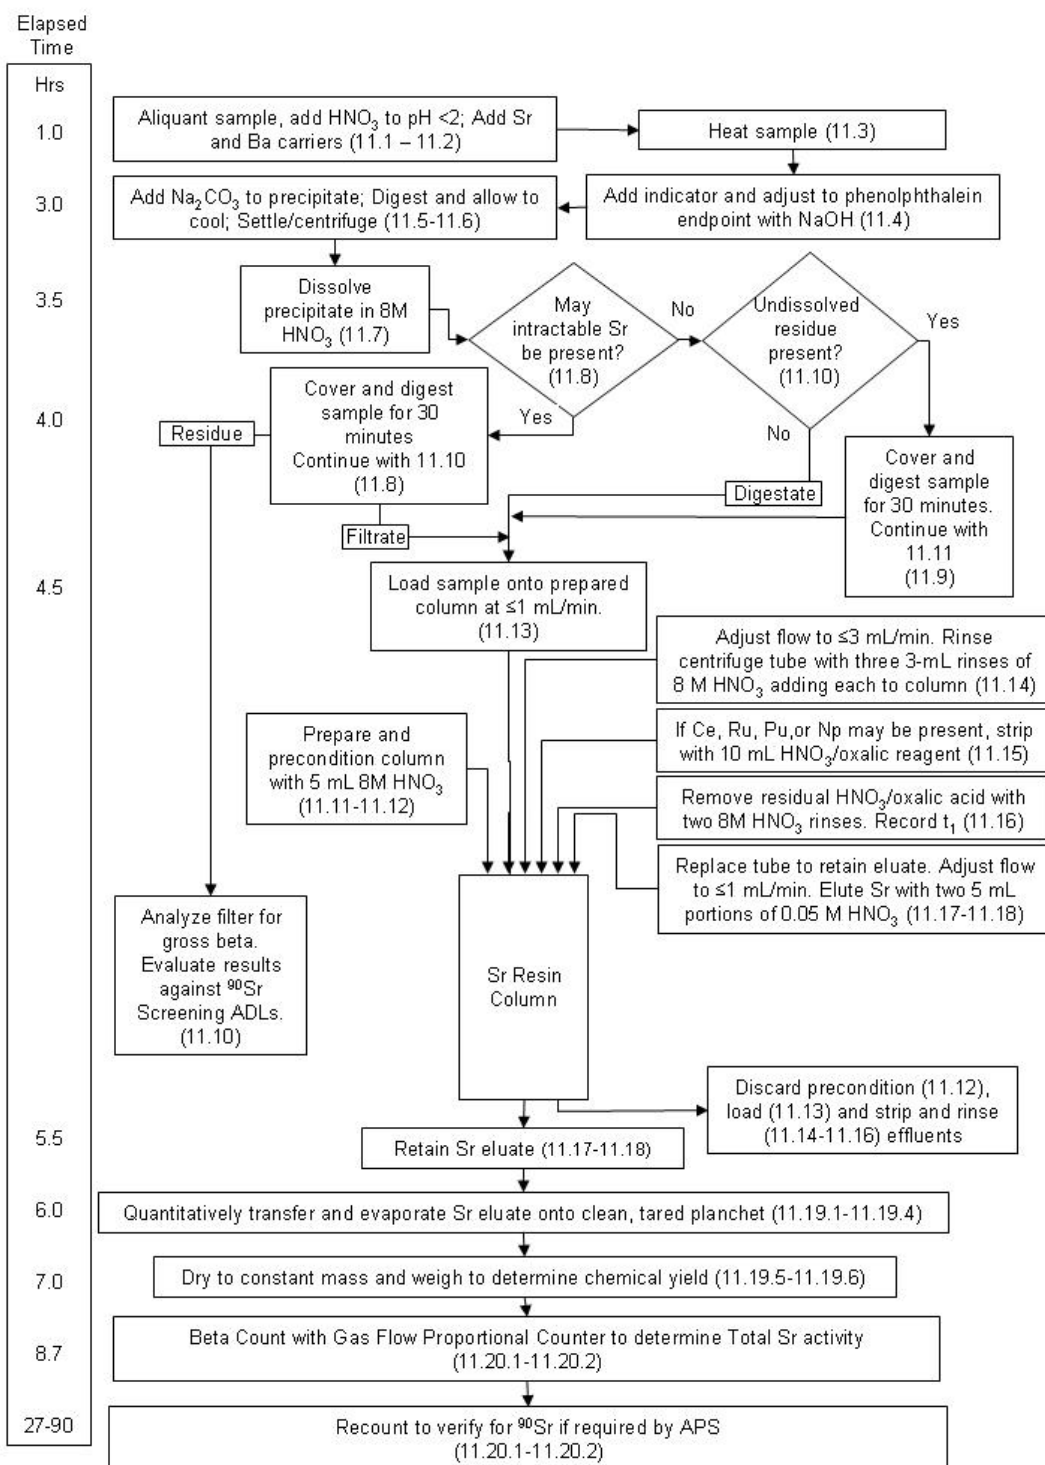 Elapsed
Time
Hrs
1.0
Aliquant sample, add HNO₃ to pH <2; Add Sr
and Ba carriers (11.1 – 11.2)
Heat sample (11.3)
3.0
Add Na₂CO₃ to precipitate; Digest and allow to
cool; Settle/centrifuge (11.5-11.6)
Add indicator and adjust to phenolphthalein
endpoint with NaOH (11.4)
3.5
Dissolve
precipitate in 8M
HNO₃ (11.7)
May
intractable Sr
be present?
(11.8)
No
Undissolved
residue
present?
(11.10)
Yes
4.0
Residue
Cover and digest
sample for 30
minutes
Continue with 11.10
(11.8)
Yes
No
Digestate
Cover and
digest sample
for 30 minutes.
Continue with
11.11
(11.9)
Filtrate
4.5
Load sample onto prepared
column at ≤1 mL/min.
(11.13)
Adjust flow to ≤3 mL/min. Rinse
centrifuge tube with three 3-mL rinses of
8 M HNO₃ adding each to column (11.14)
Prepare and
precondition column
with 5 mL 8M HNO₃
(11.11-11.12)
If Ce, Ru, Pu,or Np may be present, strip
with 10 mL HNO₃/oxalic reagent (11.15)
Remove residual HNO₃/oxalic acid with
two 8M HNO₃ rinses. Record t₁ (11.16)
Replace tube to retain eluate. Adjust flow
to ≤1 mL/min. Elute Sr with two 5 mL
portions of 0.05 M HNO₃ (11.17-11.18)
Analyze filter for
gross beta.
Evaluate results
against ⁹⁰Sr
Screening ADLs.
(11.10)
Sr Resin
Column
Discard precondition (11.12),
load (11.13) and strip and rinse
(11.14-11.16) effluents
5.5
Retain Sr eluate (11.17-11.18)
6.0
Quantitatively transfer and evaporate Sr eluate onto clean, tared planchet (11.19.1-11.19.4)
7.0
Dry to constant mass and weigh to determine chemical yield (11.19.5-11.19.6)
8.7
Beta Count with Gas Flow Proportional Counter to determine Total Sr activity
(11.20.1-11.20.2)
27-90
Recount to verify for ⁹⁰Sr if required by APS
(11.20.1-11.20.2)